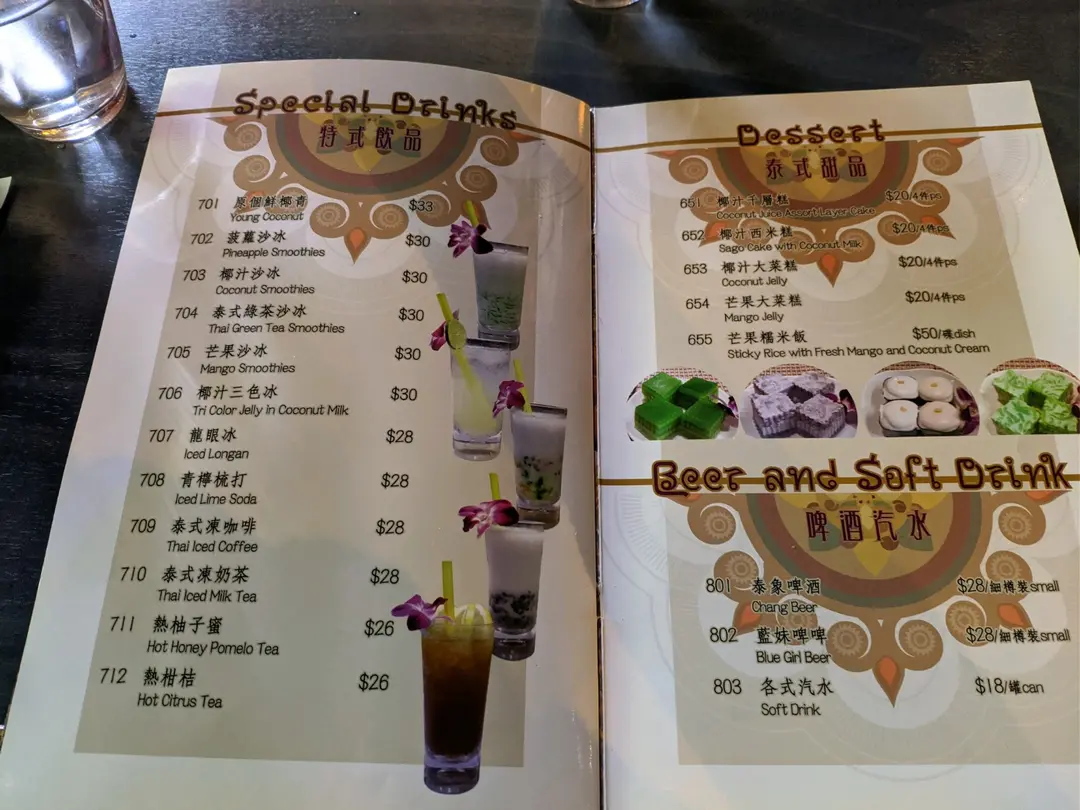 Special Drinks
特式飲品
701 原個鮮椰青 $33
Young Coconut
702 菠蘿沙冰 $30
Pineapple Smoothies
703 椰汁沙冰 $30
Coconut Smoothies
704 泰式綠茶沙冰 $30
Thai Green Tea Smoothies
705 芒果沙冰 $30
Mango Smoothies
706 椰汁三色冰 $30
Tri Color Jelly in Coconut Milk
707 龍眼冰 $28
Iced Longan
708 青檸梳打 $28
Iced Lime Soda
709 泰式凍咖啡 $28
Thai Iced Coffee
710 泰式凍奶茶 $28
Thai Iced Milk Tea
711 熱柚子蜜 $26
Hot Honey Pomelo Tea
712 熱柑桔 $26
Hot Citrus Tea
Dessert
泰式甜品
651 椰汁千層糕 $20/4件ps
Coconut Juice Assort Layer Cake
652 椰汁西米糕 $20/4件ps
Sago Cake with Coconut Milk
653 椰汁大菜糕 $20/4件ps
Coconut Jelly
654 芒果大菜糕 $20/4件ps
Mango Jelly
655 芒果糯米飯 $50/碟dish
Sticky Rice with Fresh Mango and Coconut Cream
Beer and Soft Drink
啤酒汽水
801 泰象啤酒 $28/細樽裝small
Chang Beer
802 藍妹啤啤 $28/細樽裝small
Blue Girl Beer
803 各式汽水 $18/罐can
Soft Drink